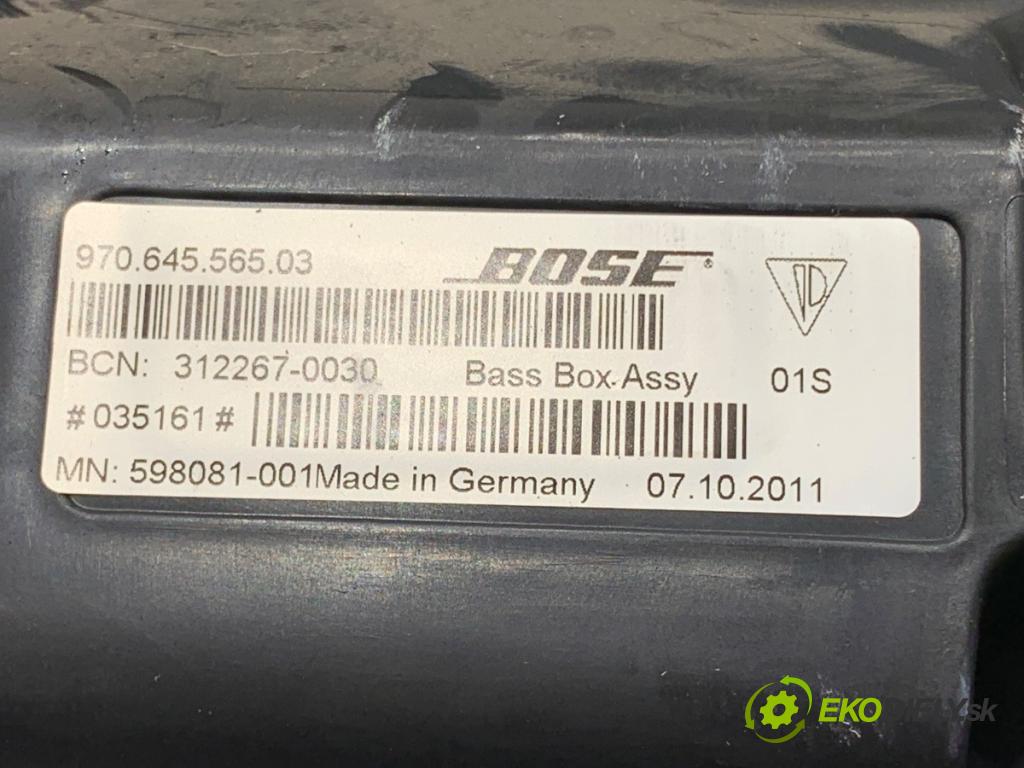 970.645.565.03 BOSE
BCN: 312267-0030 Bass Box Assy 01S
#035161#
MN: 598081-001Made in Germany 07.10.2011
EKODIELY.sk